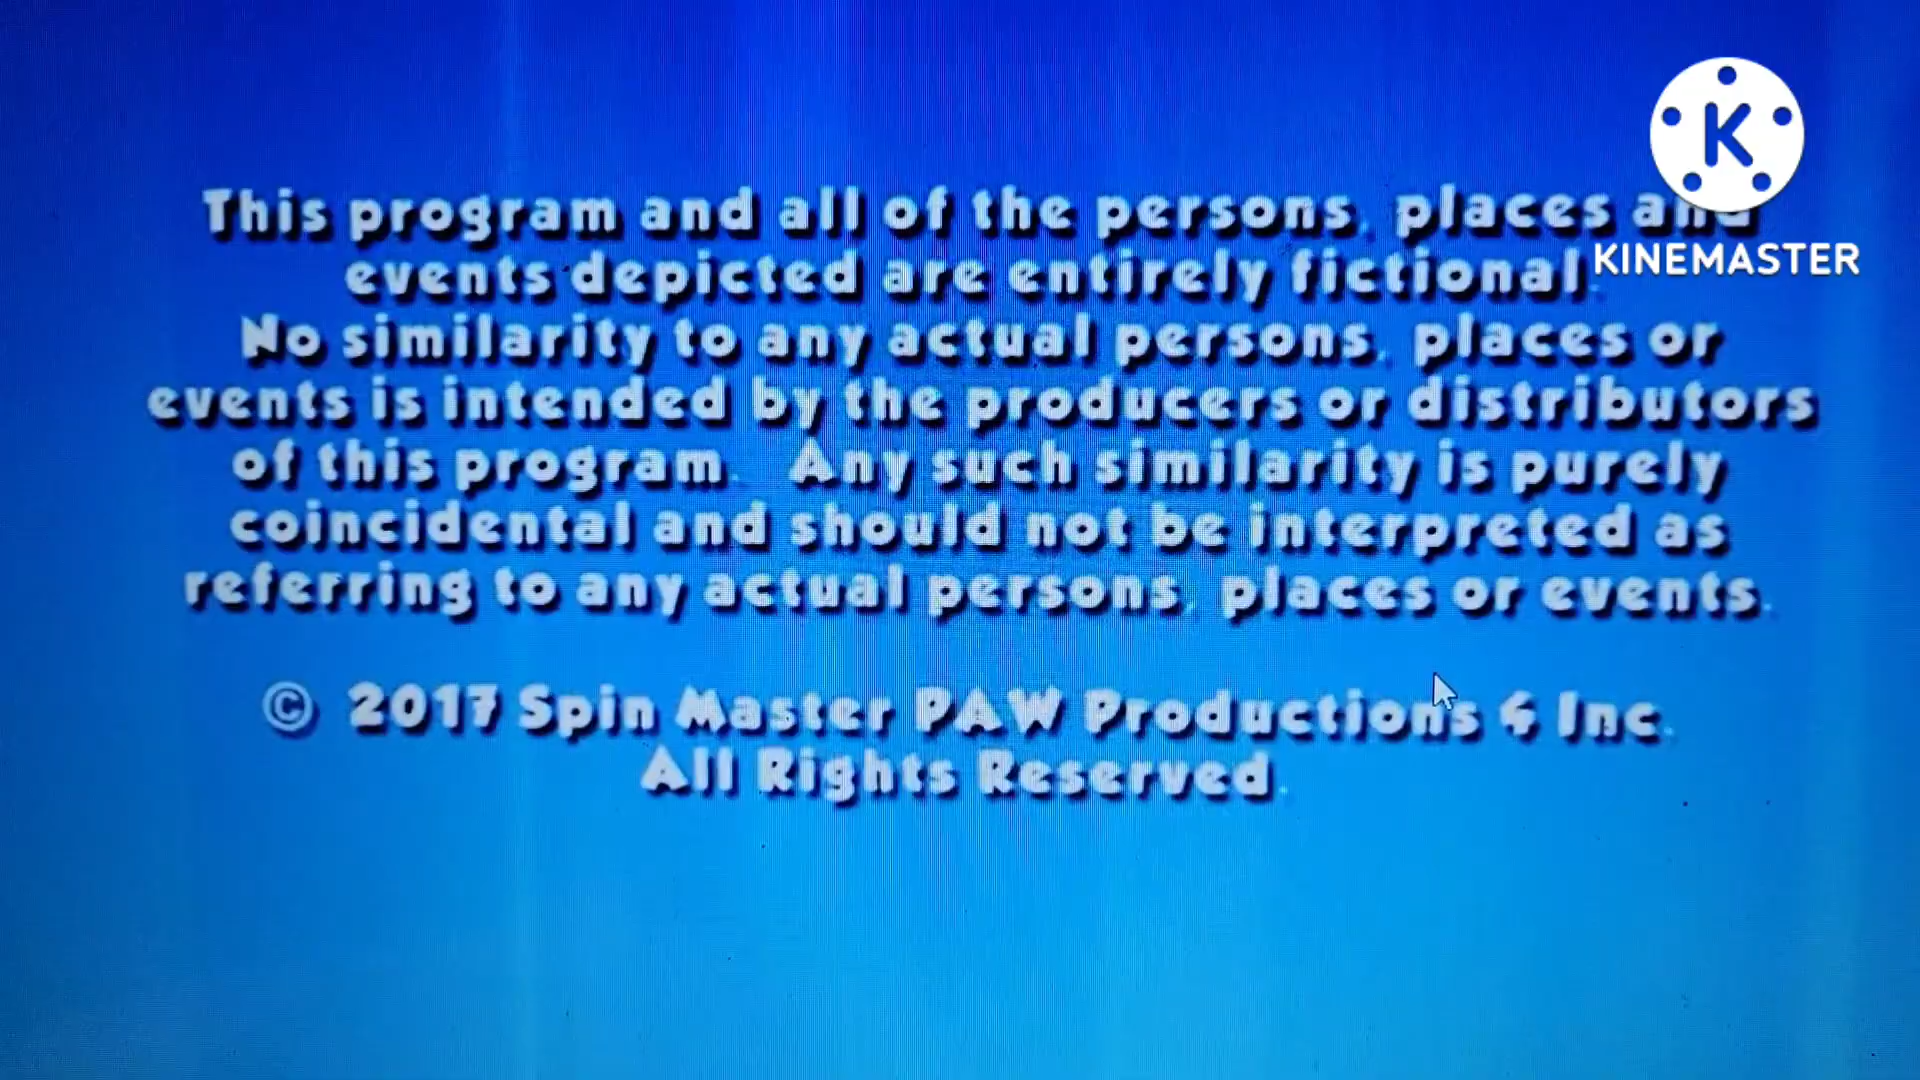 This program and all of the persons, places and
events depicted are entirely fictional.
No similarity to any actual persons, places or
events is intended by the producers or distributors
of this program. Any such similarity is purely
coincidental and should not be interpreted as
referring to any actual persons, places or events.
© 2017 Spin Master PAW Productions 4 Inc.
All Rights Reserved.
K
KINEMASTER